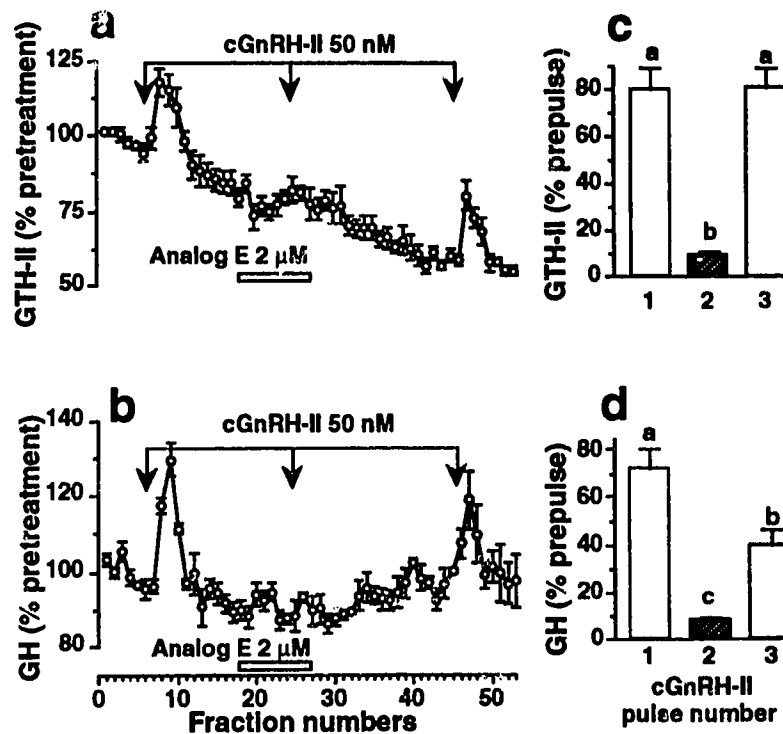 a
cGnRH-II 50 nM
GTH-II (% pretreatment)
125
100
75
50
Analog E 2 μM
c
GTH-II (% prepulse)
80
60
40
20
0
a
b
a
1 2 3
b
cGnRH-II 50 nM
GH (% pretreatment)
140
120
100
80
Analog E 2 μM
0 10 20 30 40 50
Fraction numbers
d
GH (% prepulse)
80
60
40
20
0
a
c
b
1 2 3
cGnRH-II
pulse number